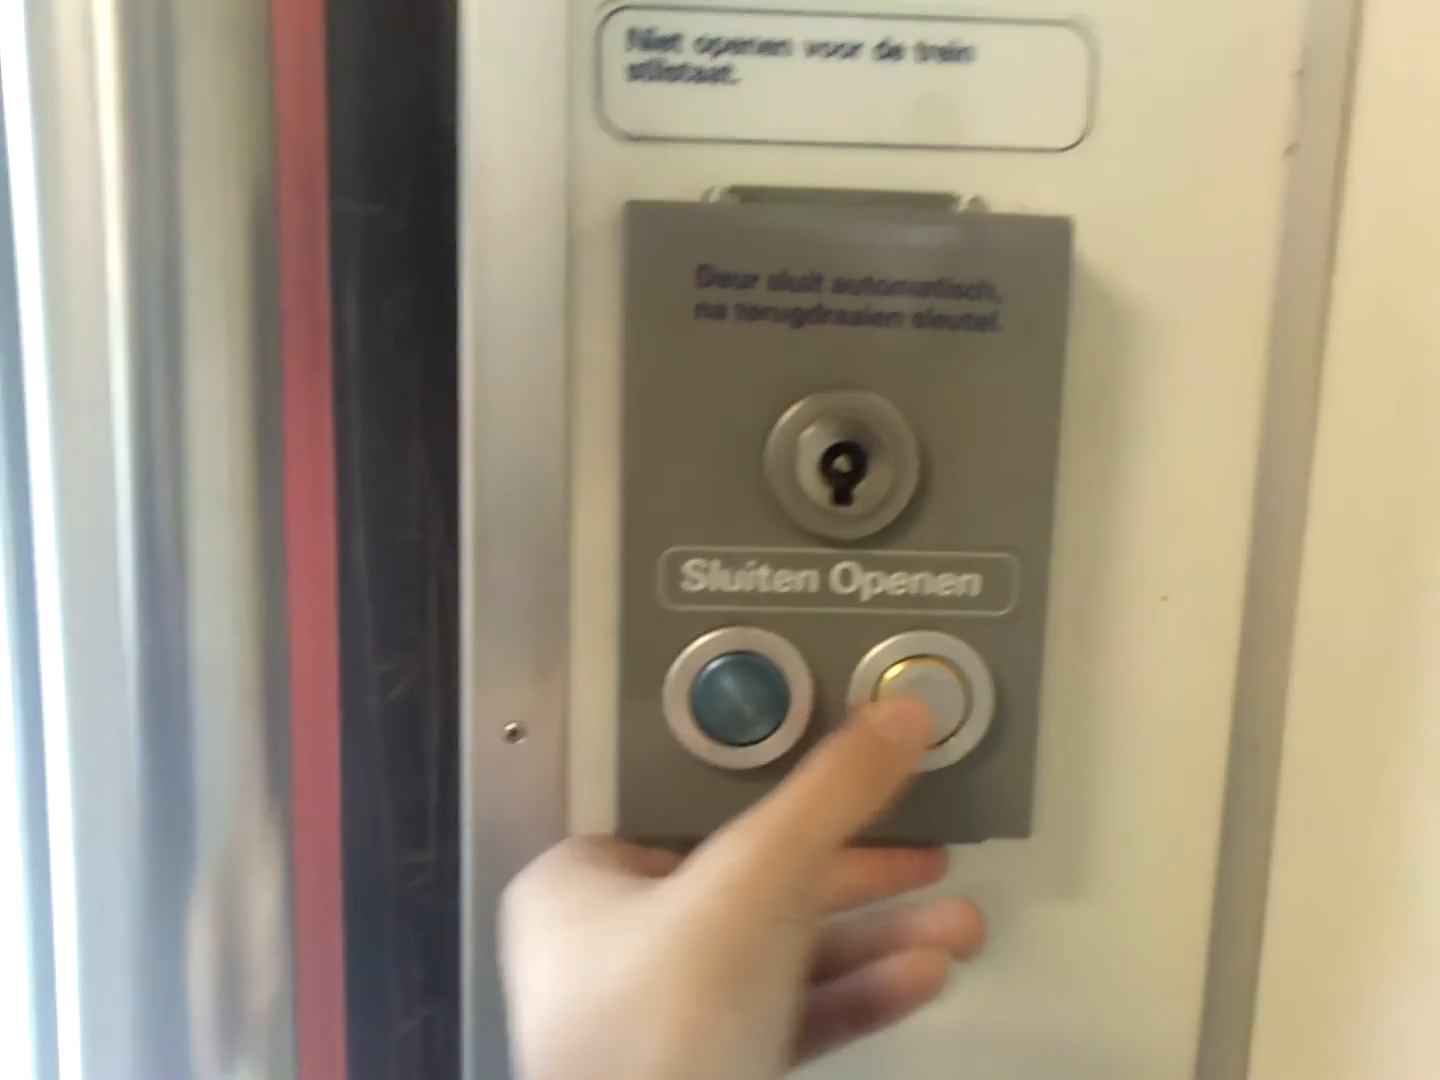 Niet openen voor de trein
stilstaat.
Deur sluit automatisch,
na terugdraaien sleutel.
Sluiten Openen